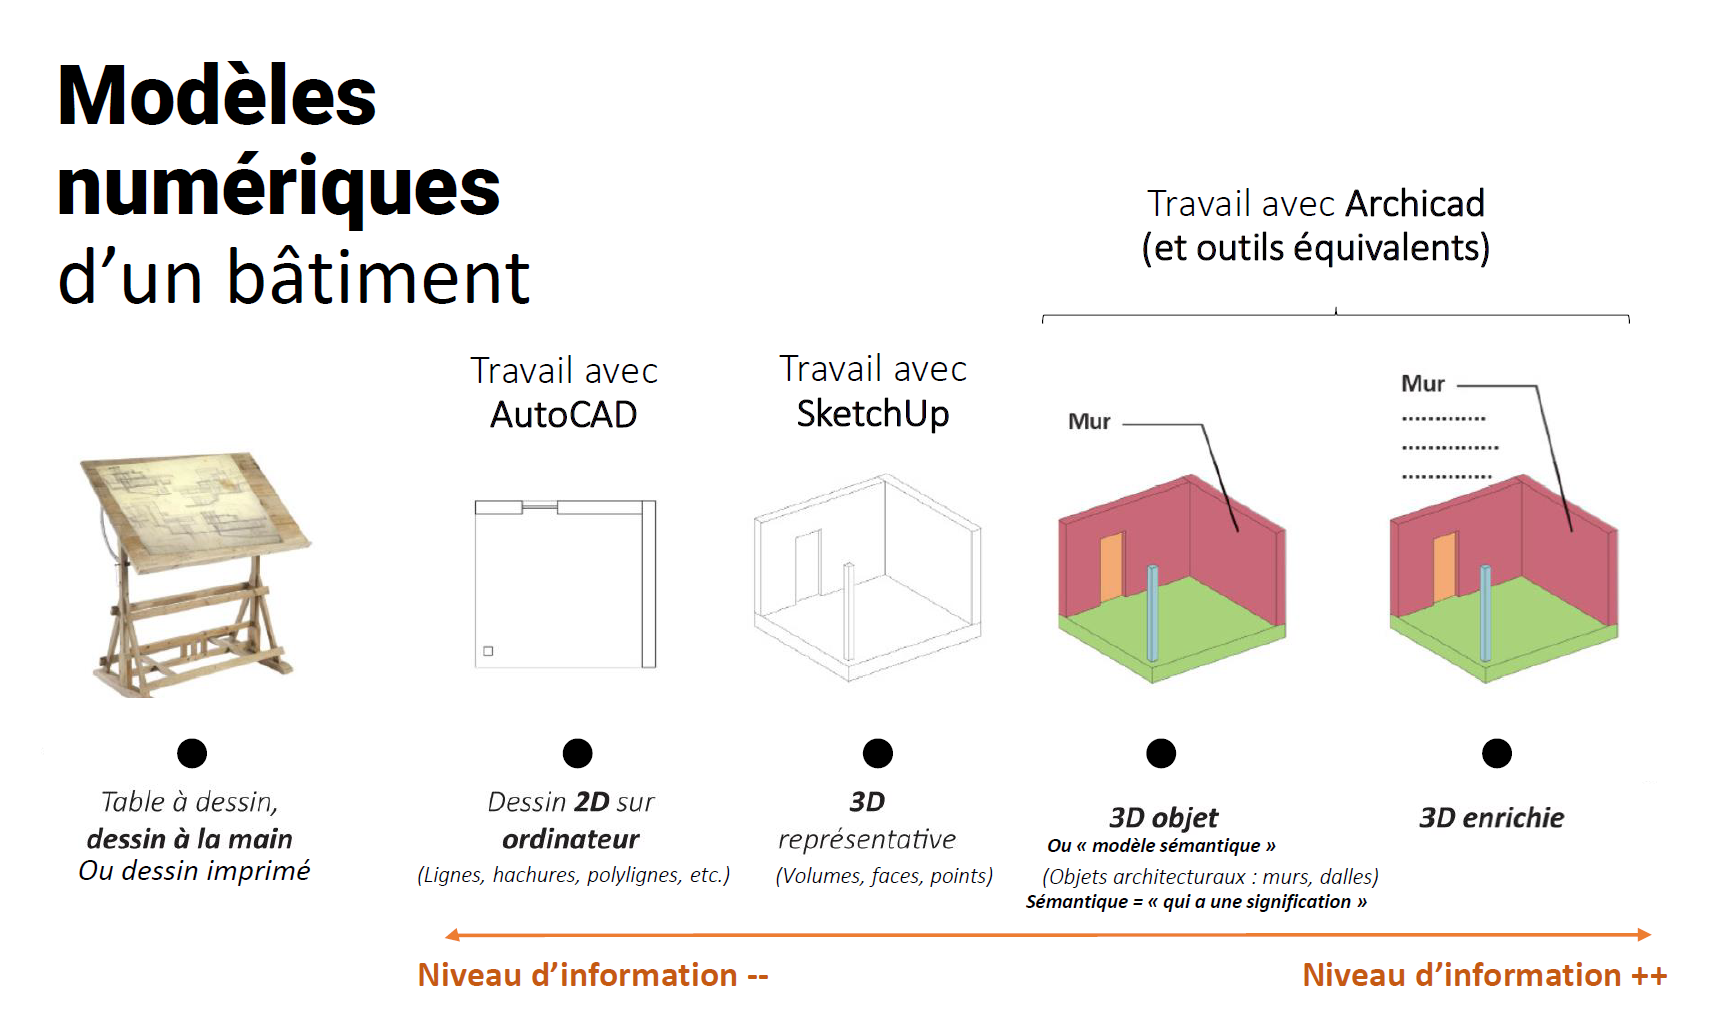 Modèles
numériques
d’un bâtiment
Travail avec Archicad
(et outils équivalents)
Travail avec
AutoCAD
Travail avec
SketchUp
Mur
Mur
Table à dessin,
dessin à la main
Ou dessin imprimé
Dessin 2D sur
ordinateur
(Lignes, hachures, polylignes, etc.)
3D
représentative
(Volumes, faces, points)
3D objet
Ou « modèle sémantique »
(Objets architecturaux : murs, dalles)
Sémantique = « qui a une signification »
3D enrichie
Niveau d’information --
Niveau d’information ++